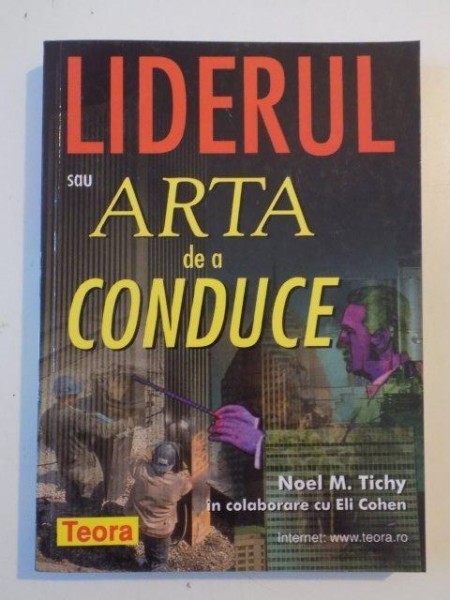 LIDERUL
sau ARTA
de a
CONDUCE
Noel M. Tichy
în colaborare cu Eli Cohen
Teora
Internet: www.teora.ro